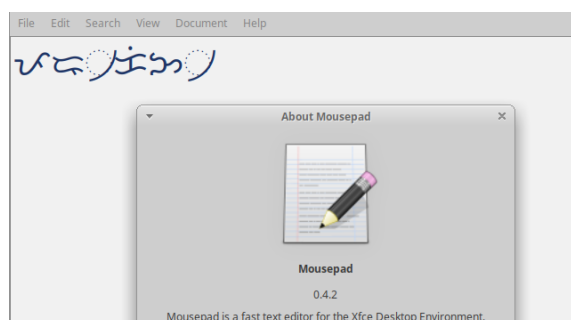 File Edit Search View Document Help
About Mousepad
Mousepad
0.4.2
Mousepad is a fast text editor for the Xfce Desktop Environment.